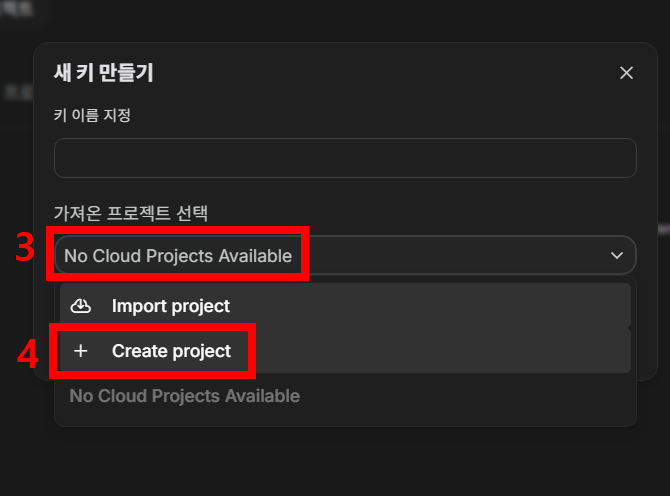 새 키 만들기
키 이름 지정
가져온 프로젝트 선택
3 No Cloud Projects Available
Import project
4 Create project
No Cloud Projects Available